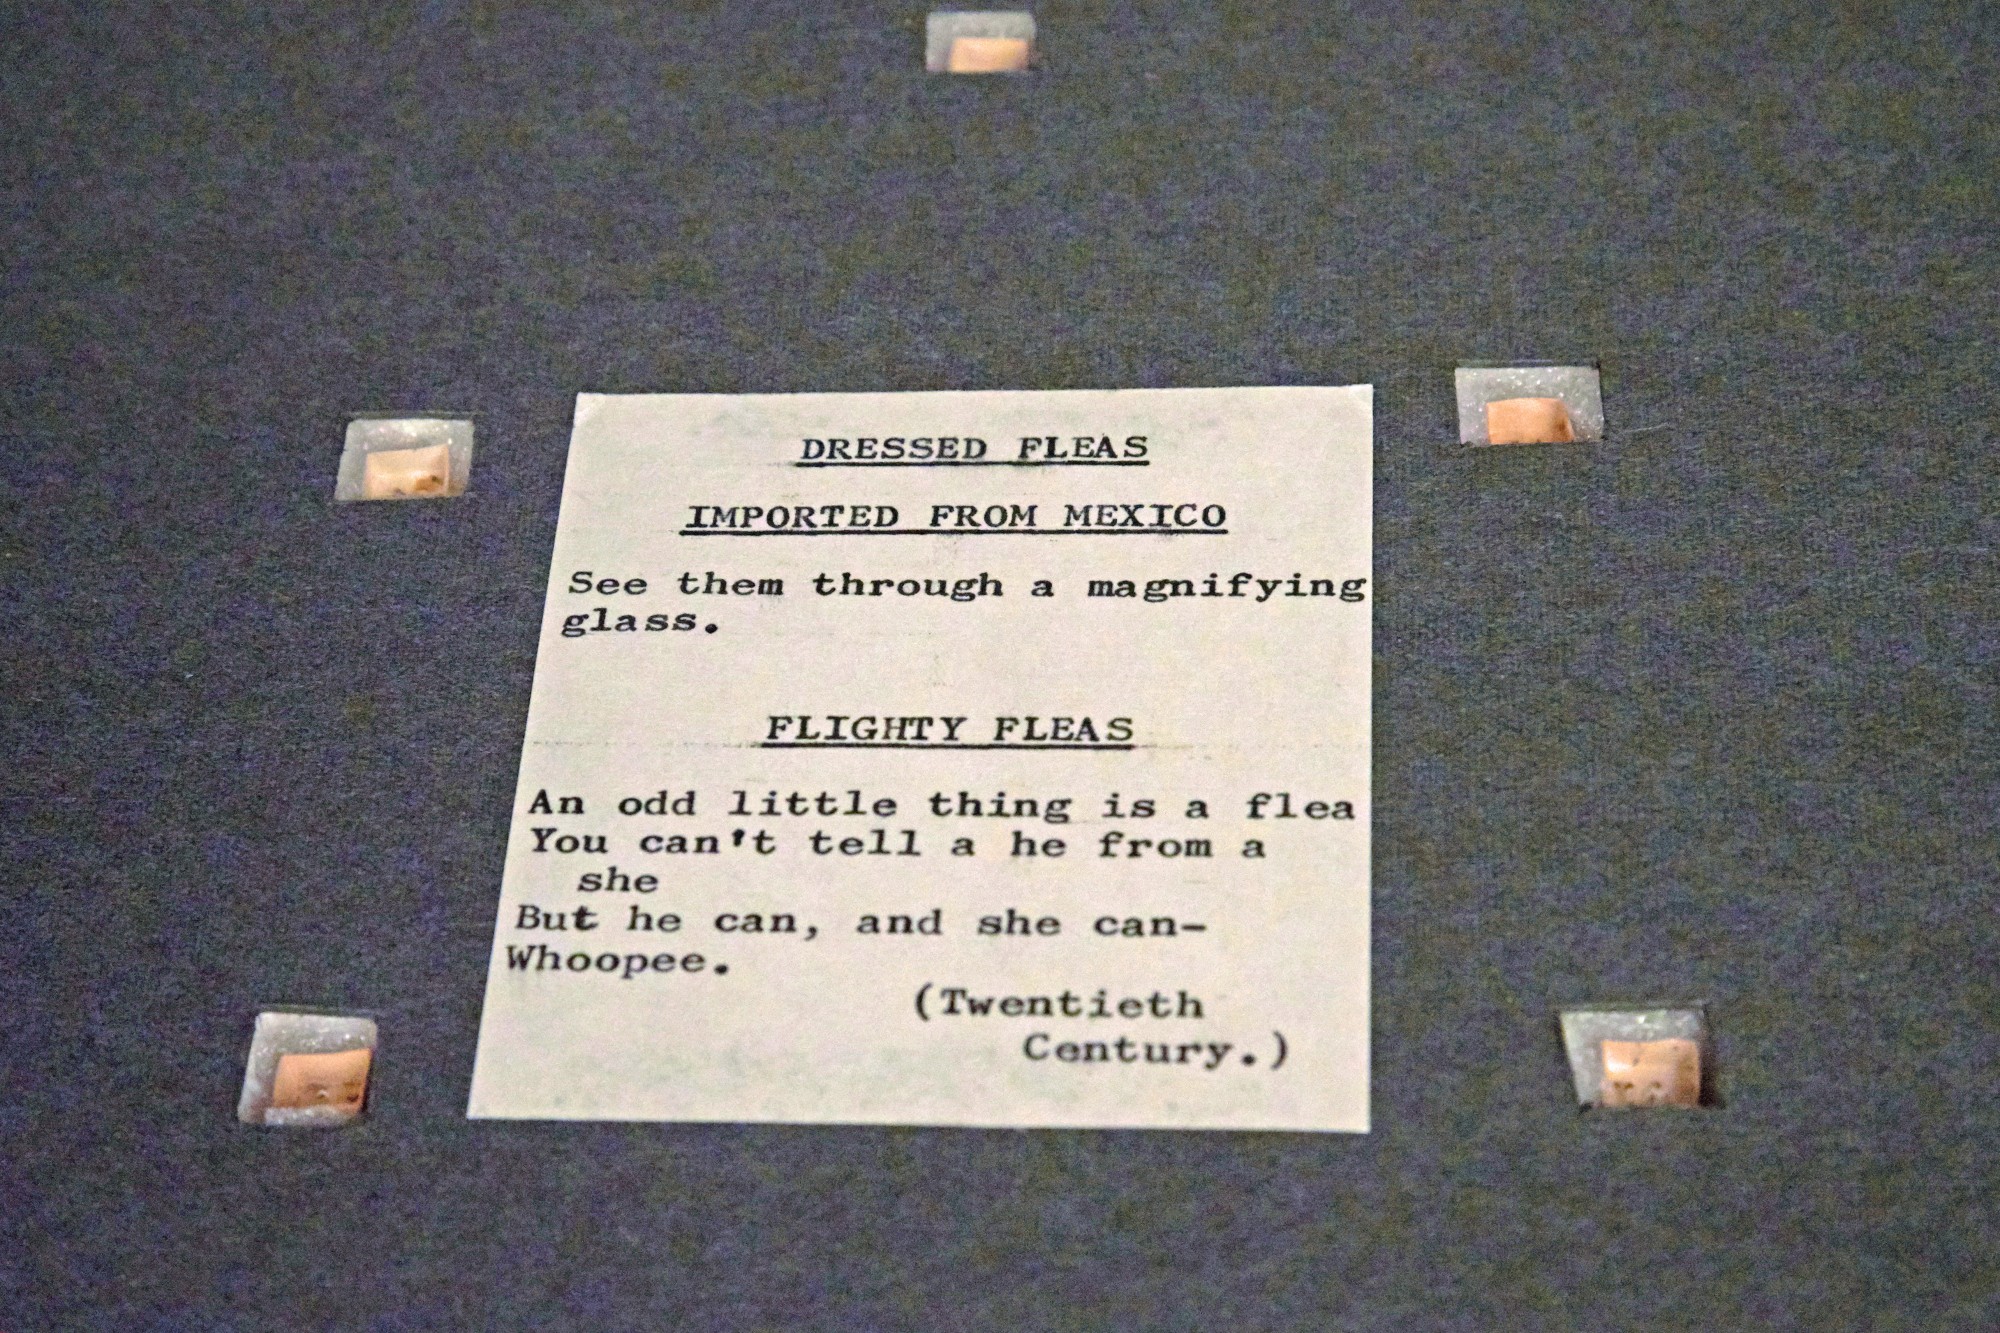 DRESSED FLEAS
IMPORTED FROM MEXICO
See them through a magnifying
glass.
FLIGHTY FLEAS
An odd little thing is a flea
You can't tell a he from a
she
But he can, and she can-
Whoopee.
(Twentieth
Century.)